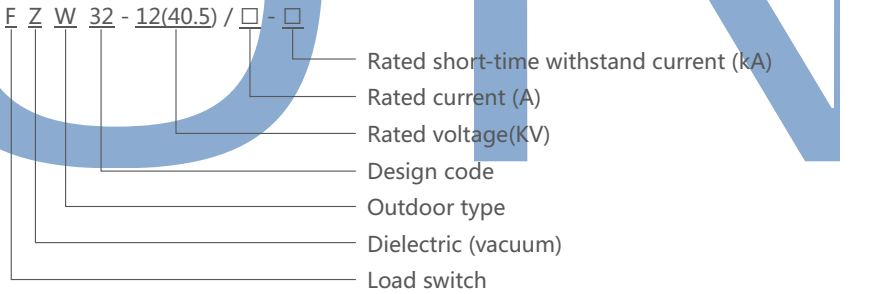 F Z W 32 - 12(40.5) / □ - □
Rated short-time withstand current (kA)
Rated current (A)
Rated voltage(KV)
Design code
Outdoor type
Dielectric (vacuum)
Load switch